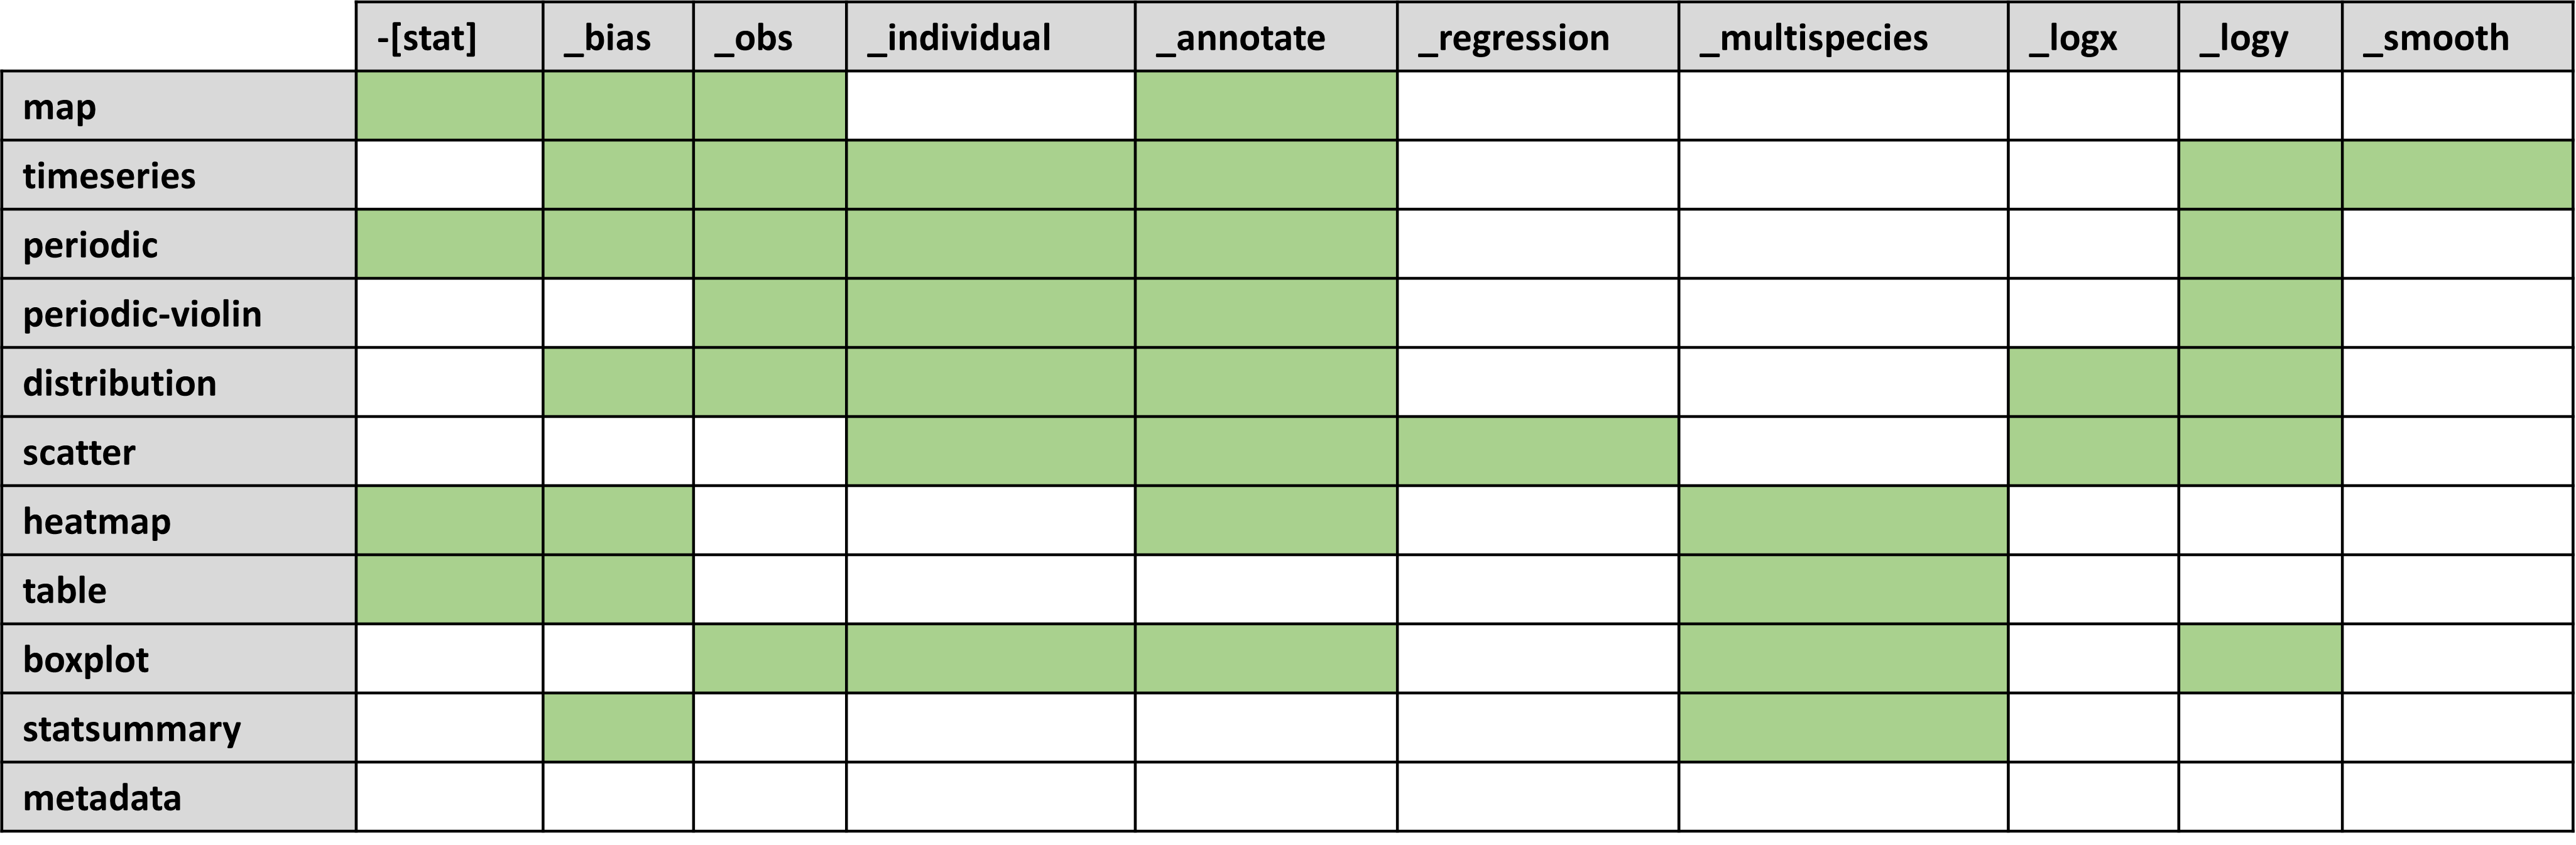 -[stat] _bias _obs _individual _annotate _regression _multispecies _logx _logy _smooth
map
timeseries
periodic
periodic-violin
distribution
scatter
heatmap
table
boxplot
statsummary
metadata